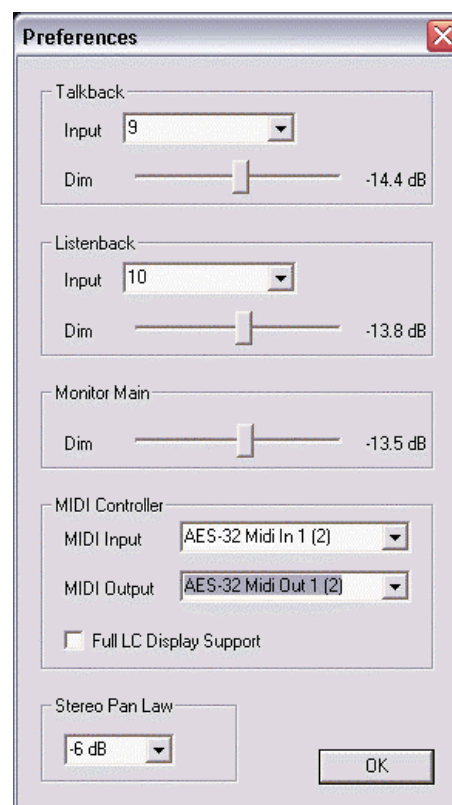 Preferences
Talkback
Input 9
Dim -14.4 dB
Listenback
Input 10
Dim -13.8 dB
Monitor Main
Dim -13.5 dB
MIDI Controller
MIDI Input AES-32 Midi In 1 (2)
MIDI Output AES-32 Midi Out 1 (2)
Full LC Display Support
Stereo Pan Law
-6 dB
OK